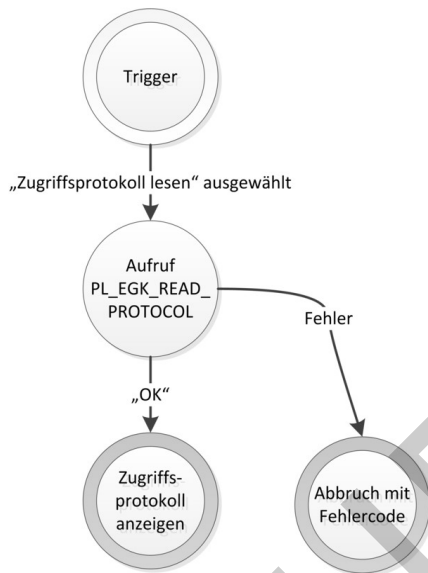 Trigger
„Zugriffsprotokoll lesen“ ausgewählt
Aufruf
PL_EGK_READ_
PROTOCOL
Fehler
„OK“
Zugriffs-
protokoll
anzeigen
Abbruch mit
Fehlercode